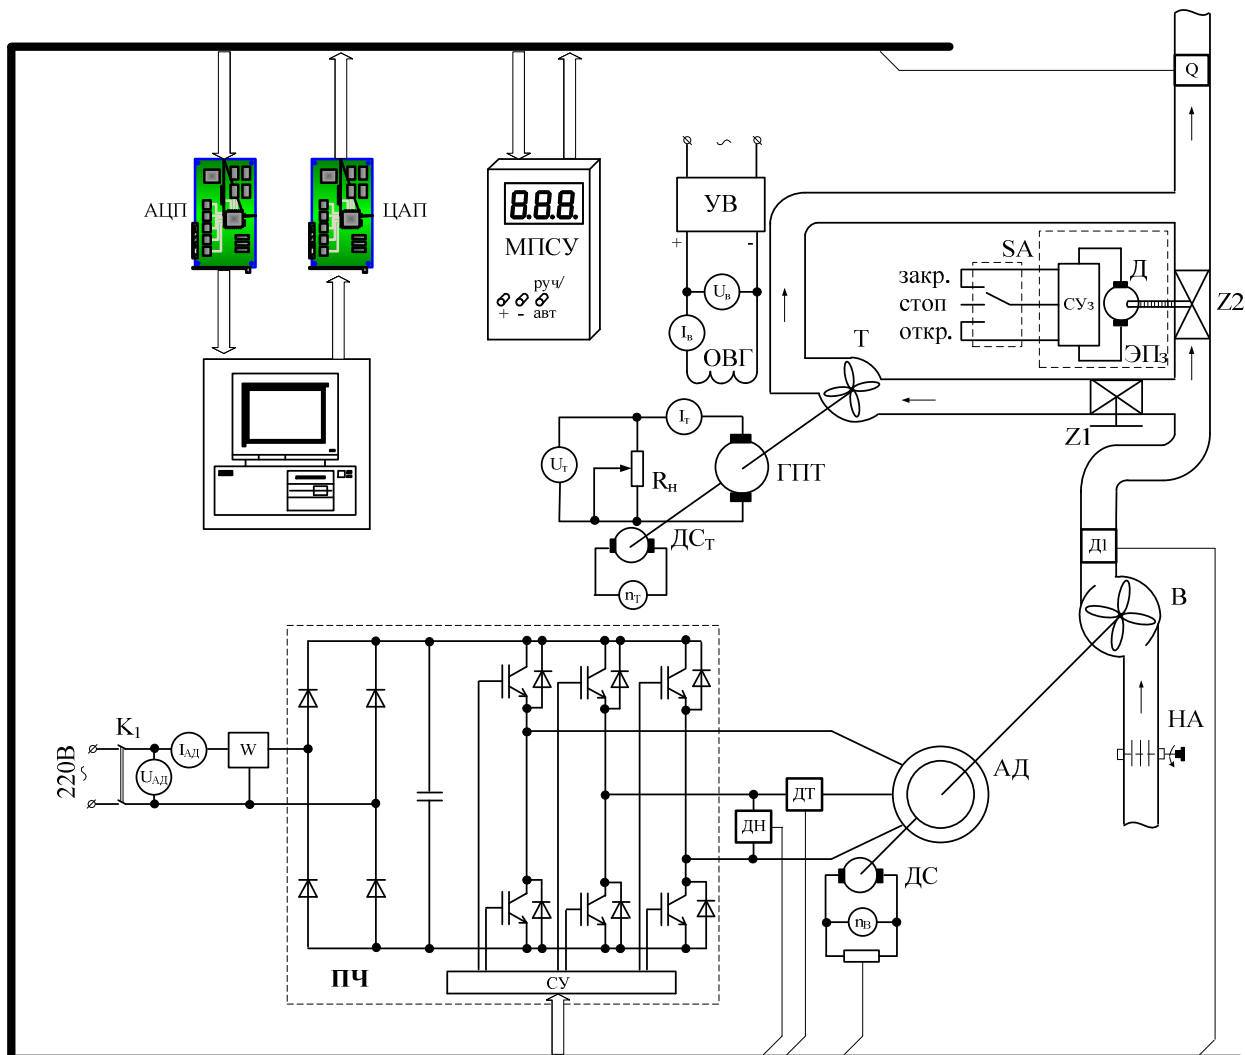 Q
АЦП
ЦАП
8.8.8.
МПСУ
руч/
+ - авт
УВ
+ -
Uв
Iв
ОВГ
SA
закр.
стоп
откр.
СУз
Д
ЭПз
Z2
Т
Z1
Iт
Uт
Rн
ГПТ
ДСТ
nТ
Д1
В
НА
K1
220В
IАД
W
UАД
ПЧ
СУ
ДТ
ДН
АД
ДС
nВ